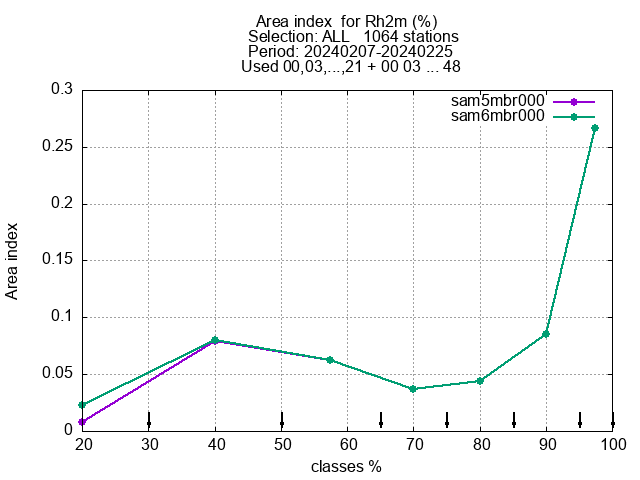 Area index  for Rh2m (%)
Selection: ALL   1064 stations
Period: 20240207-20240225
Used 00,03,...,21 + 00 03 ... 48
sam5mbr000
sam6mbr000
Area index
0.3
0.25
0.2
0.15
0.1
0.05
0
20 30 40 50 60 70 80 90 100
classes %